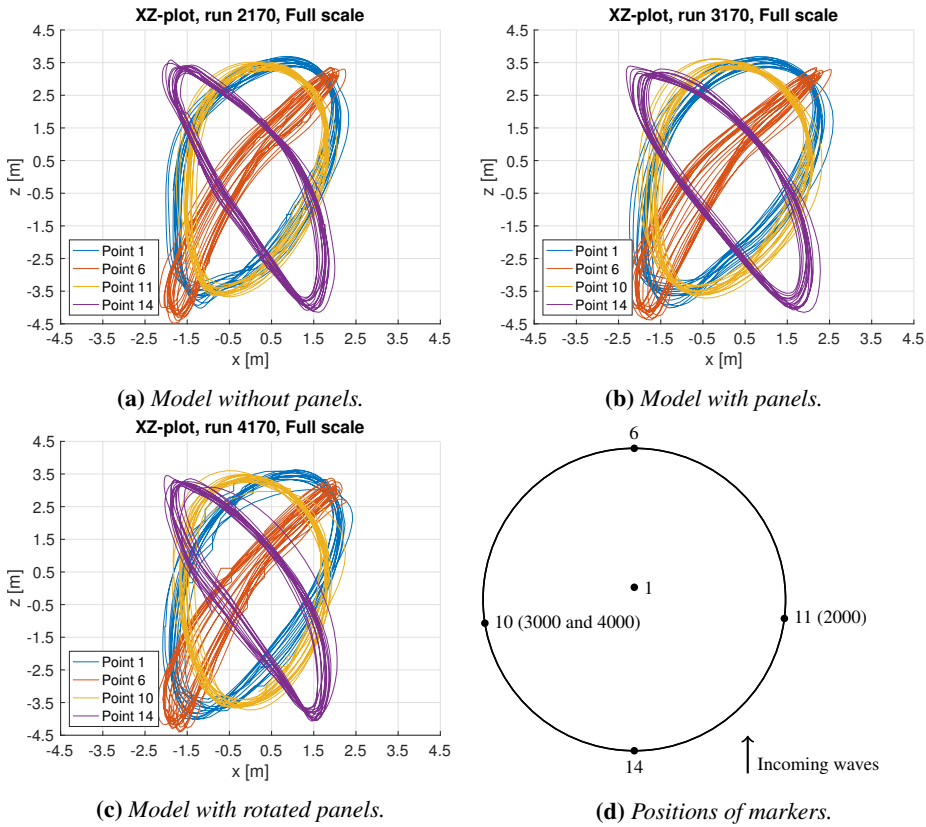 XZ-plot, run 2170, Full scale
4.5
3.5
2.5
1.5
0.5
-0.5
-1.5
-2.5
-3.5
-4.5
z [m]
Point 1
Point 6
Point 11
Point 14
-4.5 -3.5 -2.5 -1.5 -0.5 0.5 1.5 2.5 3.5 4.5
x [m]
(a) Model without panels.
XZ-plot, run 3170, Full scale
4.5
3.5
2.5
1.5
0.5
-0.5
-1.5
-2.5
-3.5
-4.5
z [m]
Point 1
Point 6
Point 10
Point 14
-4.5 -3.5 -2.5 -1.5 -0.5 0.5 1.5 2.5 3.5 4.5
x [m]
(b) Model with panels.
XZ-plot, run 4170, Full scale
4.5
3.5
2.5
1.5
0.5
-0.5
-1.5
-2.5
-3.5
-4.5
z [m]
Point 1
Point 6
Point 10
Point 14
-4.5 -3.5 -2.5 -1.5 -0.5 0.5 1.5 2.5 3.5 4.5
x [m]
(c) Model with rotated panels.
6
1
10 (3000 and 4000)
11 (2000)
14
Incoming waves
(d) Positions of markers.